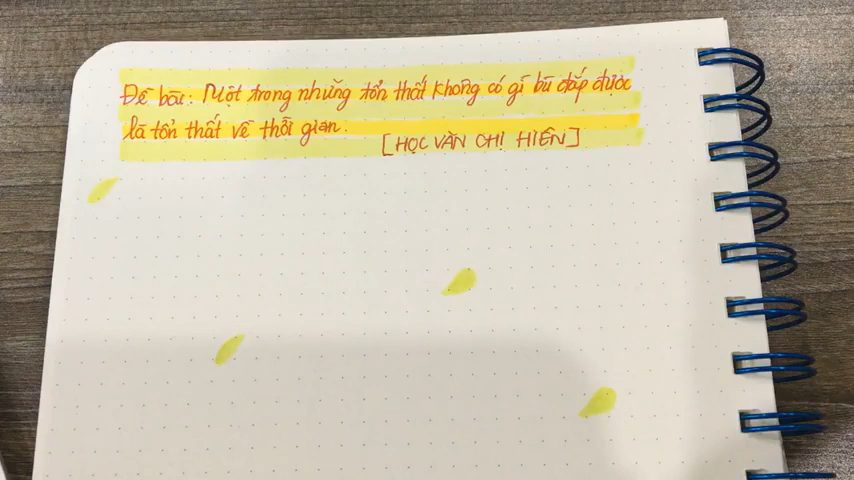 Đề bài: Một trong những tổn thất không có gì bù đắp được
là tổn thất về thời gian.
[HỌC VĂN CHỊ HIÊN]